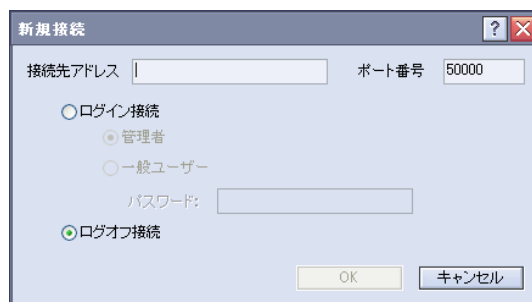 新規接続
接続先アドレス ポート番号 50000
ログイン接続
管理者
一般ユーザー
パスワード:
ログオフ接続
OK キャンセル